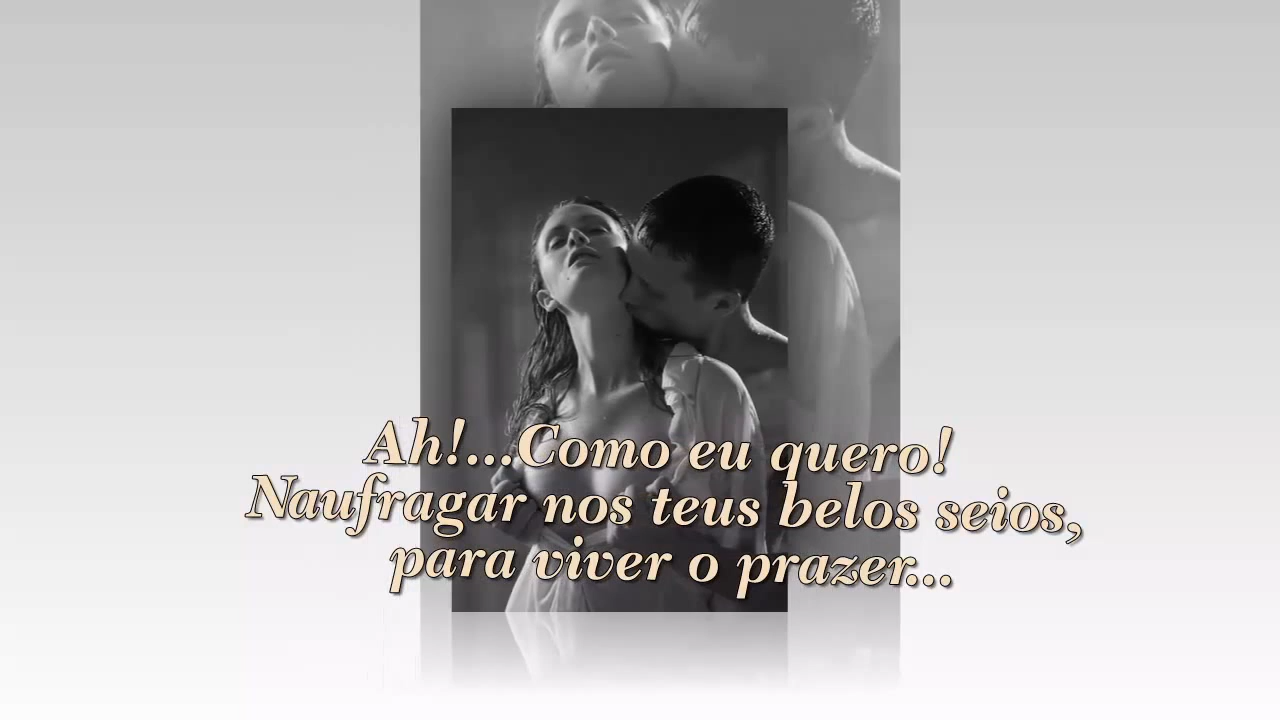 Ah!...Como eu quero!
Naufragar nos teus belos seios,
para viver o prazer...